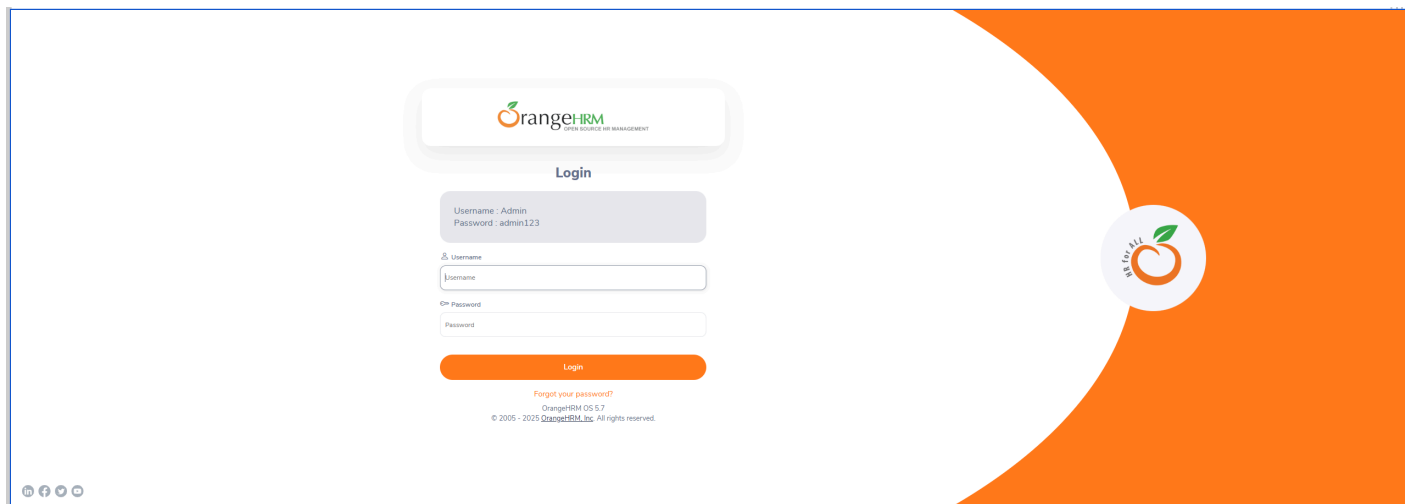 OrangeHRM
OPEN SOURCE HR MANAGEMENT
Login
Username : Admin
Password : admin123
Username
Username
Password
Password
Login
Forgot your password?
OrangeHRM OS 5.7
© 2005 - 2025 OrangeHRM, Inc. All rights reserved.
HR for ALL